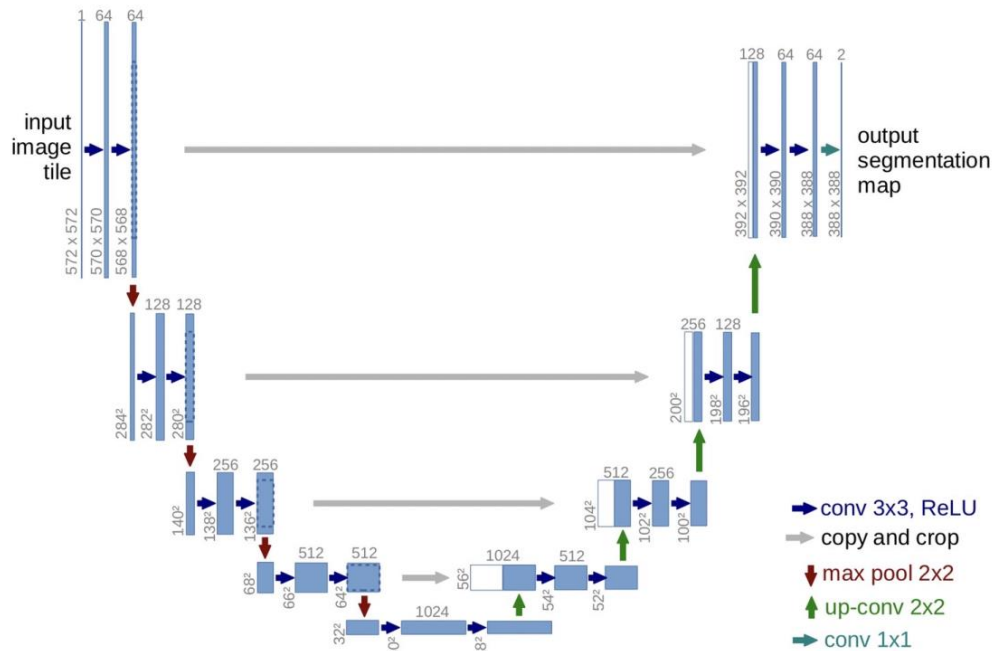 1 64 64
128 64 64 2
input
image
tile
output
segmentation
map
572 x 572
570 x 570
568 x 568
392 x 392
390 x 390
388 x 388
388 x 388
128 128
256 128
284²
282²
280²
200²
198²
196²
256 256
512 256
140²
138²
136²
104²
102²
100²
conv 3x3, ReLU
copy and crop
max pool 2x2
up-conv 2x2
conv 1x1
512 512
1024 512
68²
66²
64²
56²
54²
52²
1024
32²
0²
8²